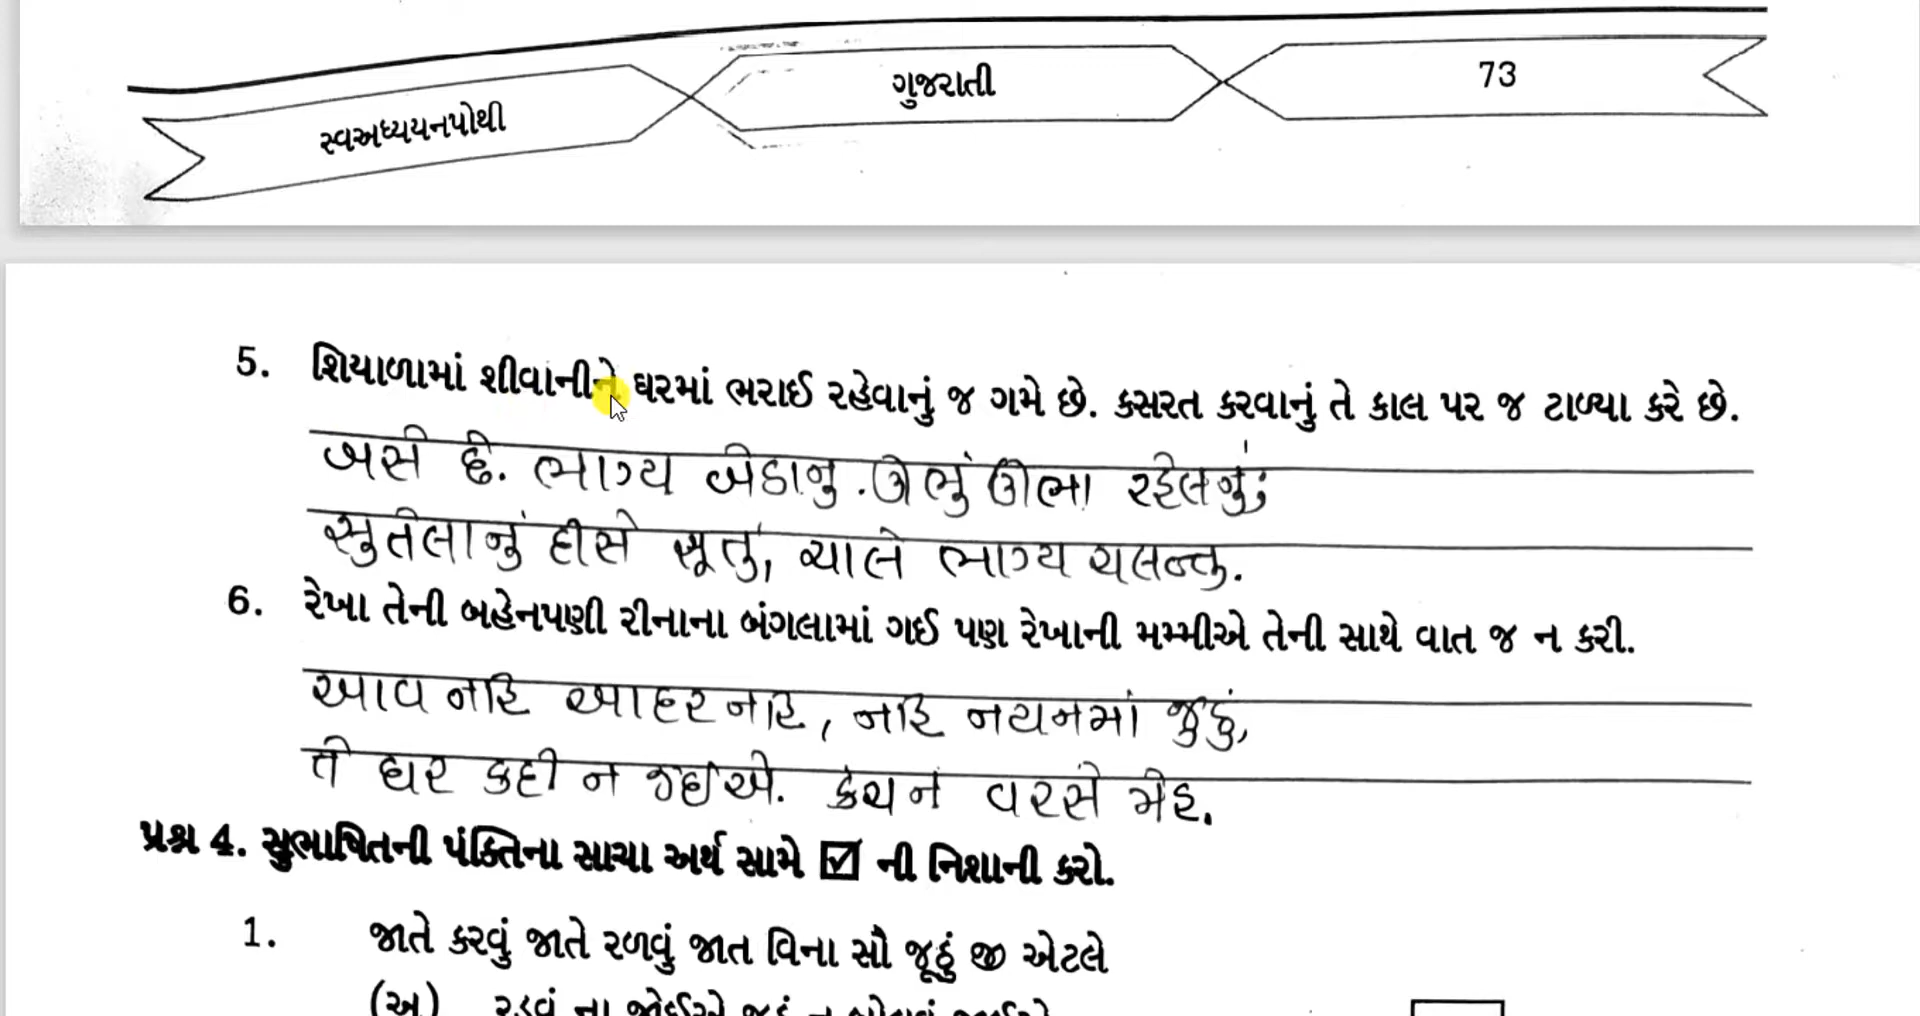 સ્વઅધ્યયનપોથી
ગુજરાતી
73
5. શિયાળામાં શીવાનીને ઘરમાં ભરાઈ રહેવાનું જ ગમે છે. કસરત કરવાનું તે કાલ પર જ ટાળ્યા કરે છે.
બેસે છે. ભાગ્ય બેઠાનુ. ઊભું ઊભા રહેલનું;
સુતેલાનું દીસે સૂતું, ચાલે ભાગ્ય ચલન્તુ.
6. રેખા તેની બહેનપણી રીનાના બંગલામાં ગઈ પણ રેખાની મમ્મીએ તેની સાથે વાત જ ન કરી.
આવ નહિ આદર નહિ, નહિ નયનમાં
તે ઘર કદી ન જઈએ. કંચન વરસે મેહ.
પ્રશ્ન 4. સુભાષિતની પંક્તિના સાચા અર્થ સામે ☑ ની નિશાની કરો.
1. જાતે કરવું જાતે રળવું જાત વિના સૌ જૂઠું જી એટલે
(અ)